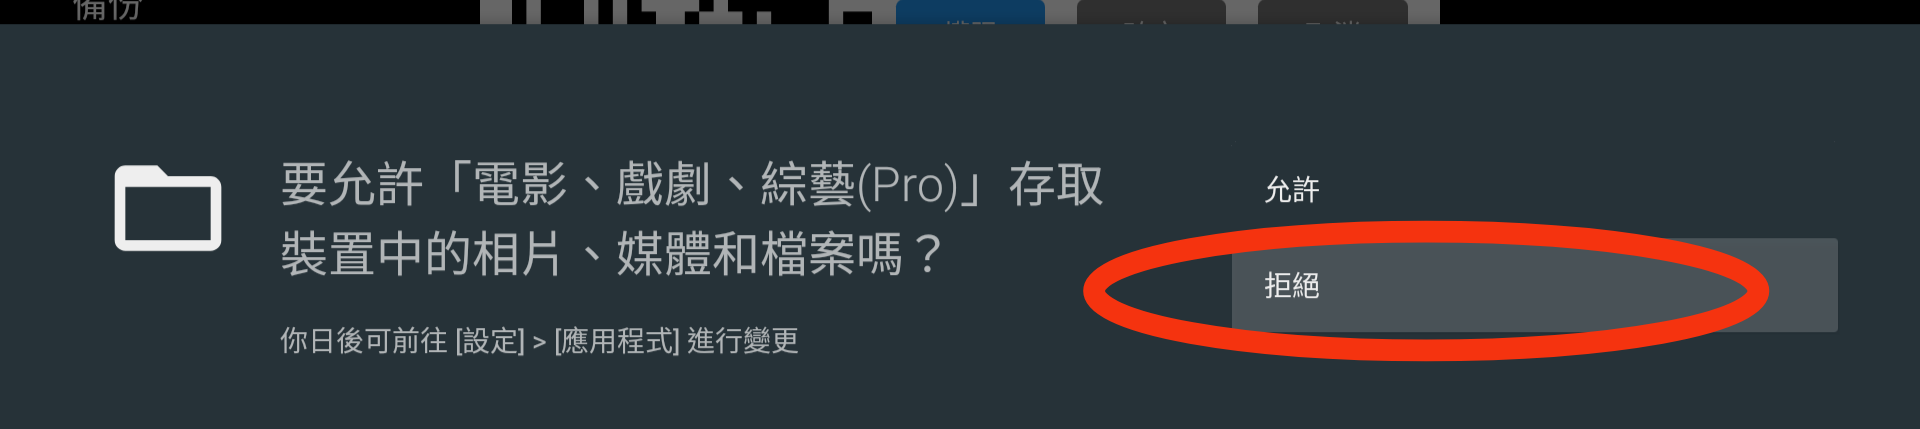 備份
要允許「電影、戲劇、綜藝(Pro)」存取
裝置中的相片、媒體和檔案嗎？
你日後可前往 [設定] > [應用程式] 進行變更
允許
拒絕